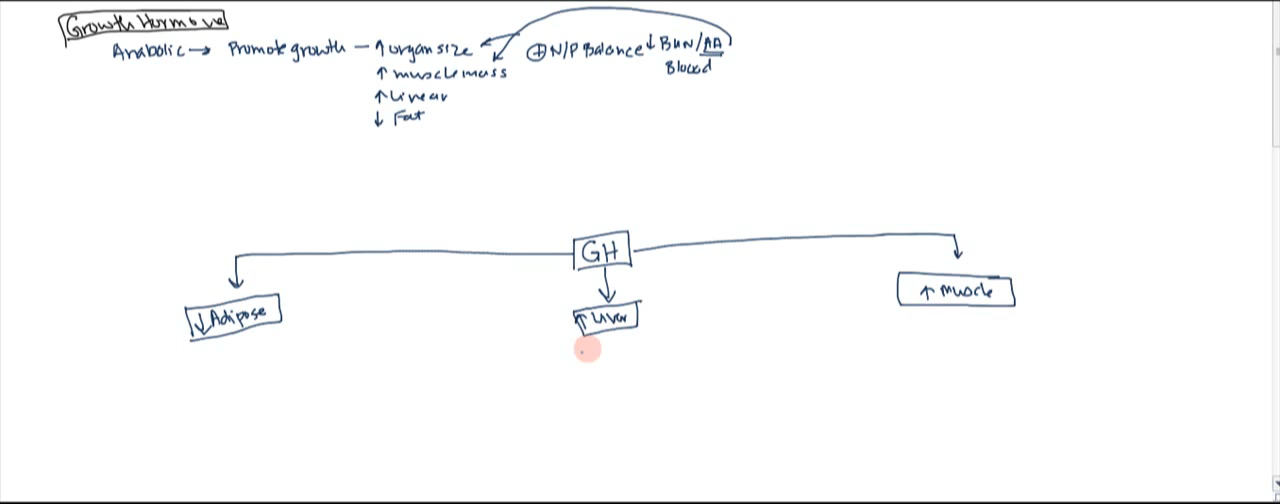 Growth Hormone
Anabolic → Promote growth – ↑ organ size ⊕ N/P Balance ↓ BUN/AA
↑ muscle mass Blood
↑ Linear
↓ Fat
GH
↓ Adipose ↑ Liver ↑ muscle